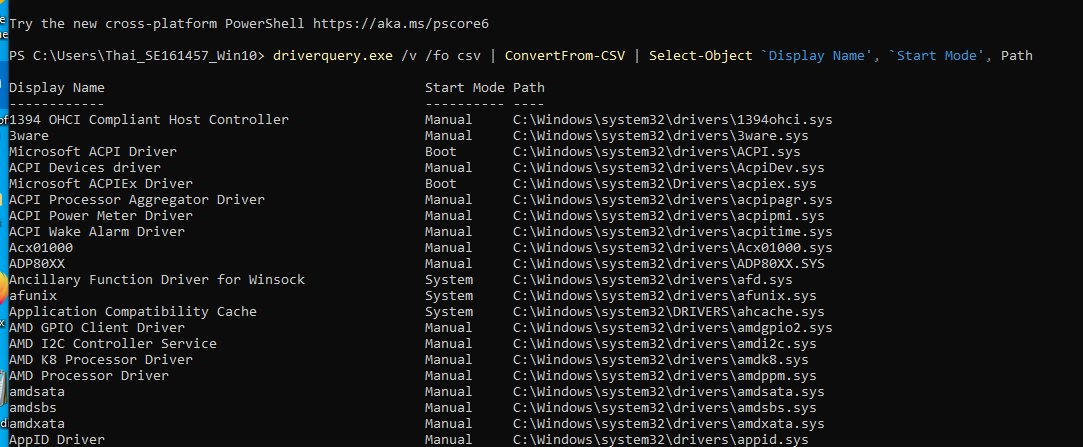 Try the new cross-platform PowerShell https://aka.ms/pscore6
PS C:\Users\Thai_SE161457_Win10> driverquery.exe /v /fo csv | ConvertFrom-CSV | Select-Object `Display Name', `Start Mode', Path
Display Name Start Mode Path
------------ ---------- ----
1394 OHCI Compliant Host Controller Manual C:\Windows\system32\drivers\1394ohci.sys
3ware Manual C:\Windows\system32\drivers\3ware.sys
Microsoft ACPI Driver Boot C:\Windows\system32\drivers\ACPI.sys
ACPI Devices driver Manual C:\Windows\system32\drivers\AcpiDev.sys
Microsoft ACPIEx Driver Boot C:\Windows\system32\Drivers\acpiex.sys
ACPI Processor Aggregator Driver Manual C:\Windows\system32\drivers\acpipagr.sys
ACPI Power Meter Driver Manual C:\Windows\system32\drivers\acpipmi.sys
ACPI Wake Alarm Driver Manual C:\Windows\system32\drivers\acpitime.sys
Acx01000 Manual C:\Windows\system32\drivers\Acx01000.sys
ADP80XX Manual C:\Windows\system32\drivers\ADP80XX.SYS
Ancillary Function Driver for Winsock System C:\Windows\system32\drivers\afd.sys
afunix System C:\Windows\system32\drivers\afunix.sys
Application Compatibility Cache System C:\Windows\system32\DRIVERS\ahcache.sys
AMD GPIO Client Driver Manual C:\Windows\system32\drivers\amdgpio2.sys
AMD I2C Controller Service Manual C:\Windows\system32\drivers\amdi2c.sys
AMD K8 Processor Driver Manual C:\Windows\system32\drivers\amdk8.sys
AMD Processor Driver Manual C:\Windows\system32\drivers\amdppm.sys
amdsata Manual C:\Windows\system32\drivers\amdsata.sys
amdsbs Manual C:\Windows\system32\drivers\amdsbs.sys
amdxata Manual C:\Windows\system32\drivers\amdxata.sys
AppID Driver Manual C:\Windows\system32\drivers\appid.sys